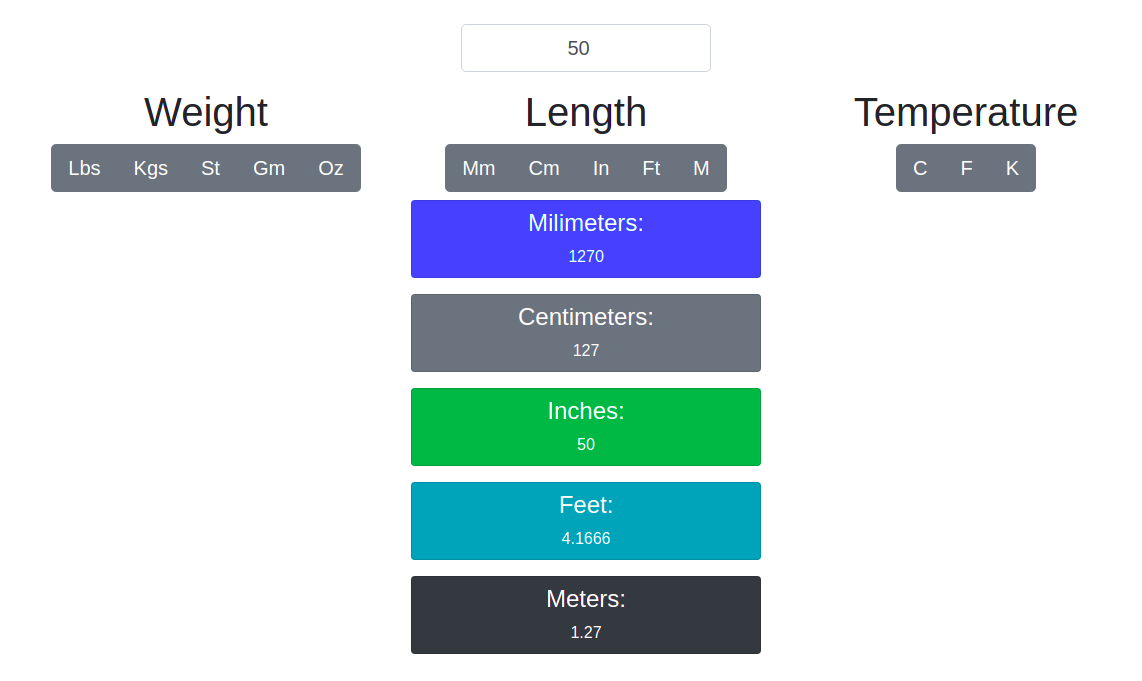 50
Weight
Lbs Kgs St Gm Oz
Length
Mm Cm In Ft M
Milimeters:
1270
Centimeters:
127
Inches:
50
Feet:
4.1666
Meters:
1.27
Temperature
C F K